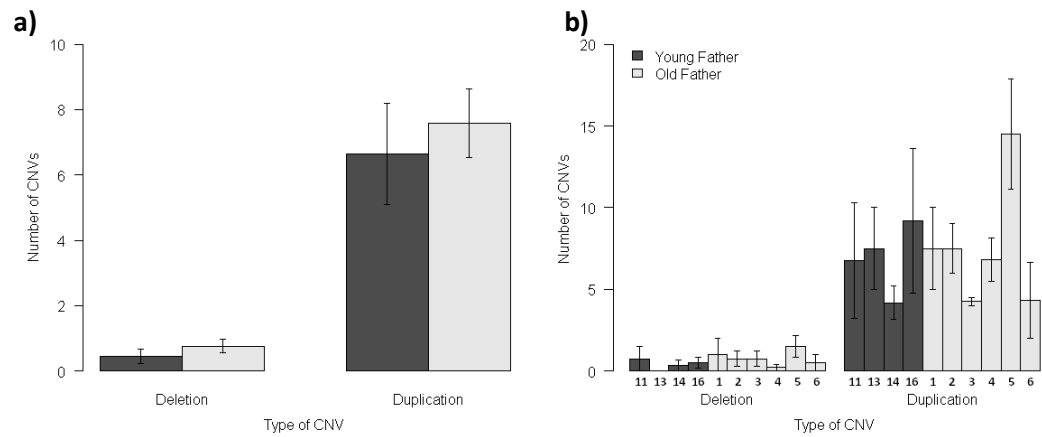 a)
10
8
6
4
2
0
Number of CNVs
Deletion Duplication
Type of CNV
b)
20
15
10
5
0
Number of CNVs
Young Father
Old Father
11 13 14 16 1 2 3 4 5 6 11 13 14 16 1 2 3 4 5 6
Deletion Duplication
Type of CNV